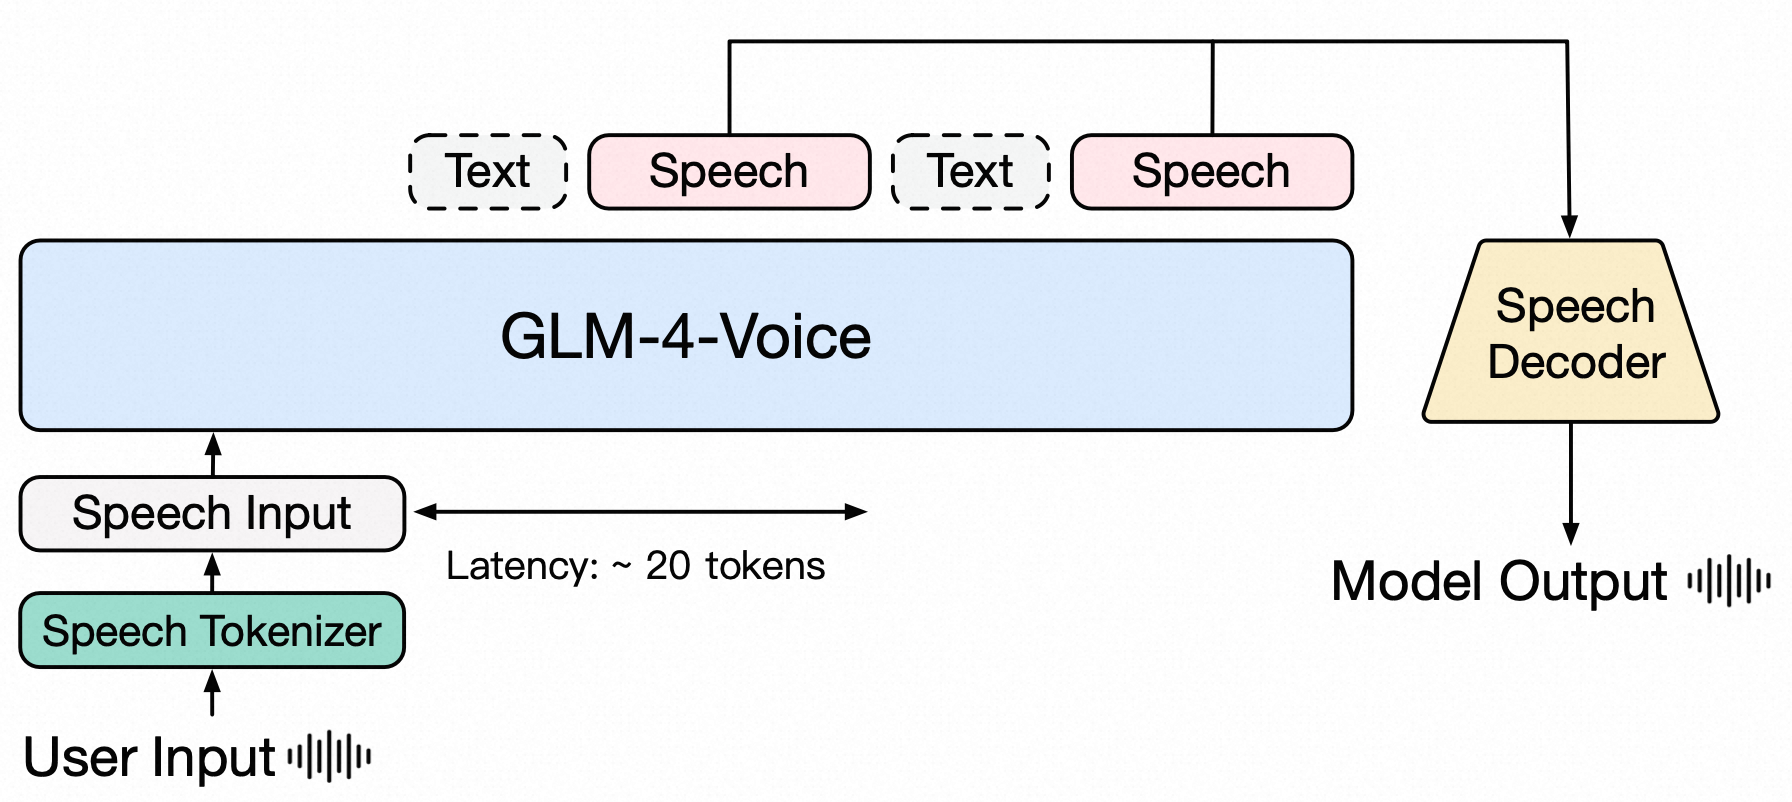 Text
Speech
Text
Speech
GLM-4-Voice
Speech
Decoder
Speech Input
Latency: ~ 20 tokens
Model Output
Speech Tokenizer
User Input